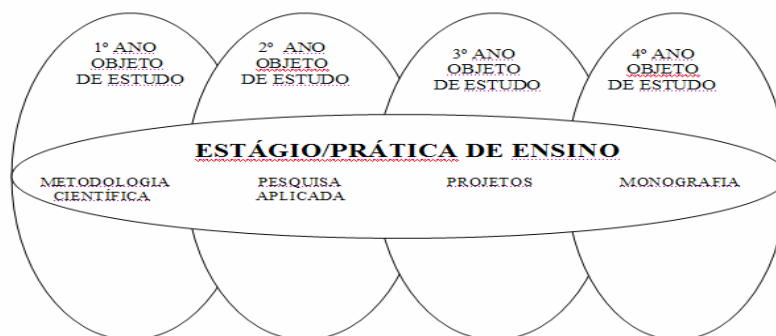 1º ANO
OBJETO
DE ESTUDO
2º ANO
OBJETO
DE ESTUDO
3º ANO
OBJETO
DE ESTUDO
4º ANO
OBJETO
DE ESTUDO
ESTÁGIO/PRÁTICA DE ENSINO
METODOLOGIA
CIENTÍFICA
PESQUISA
APLICADA
PROJETOS
MONOGRAFIA